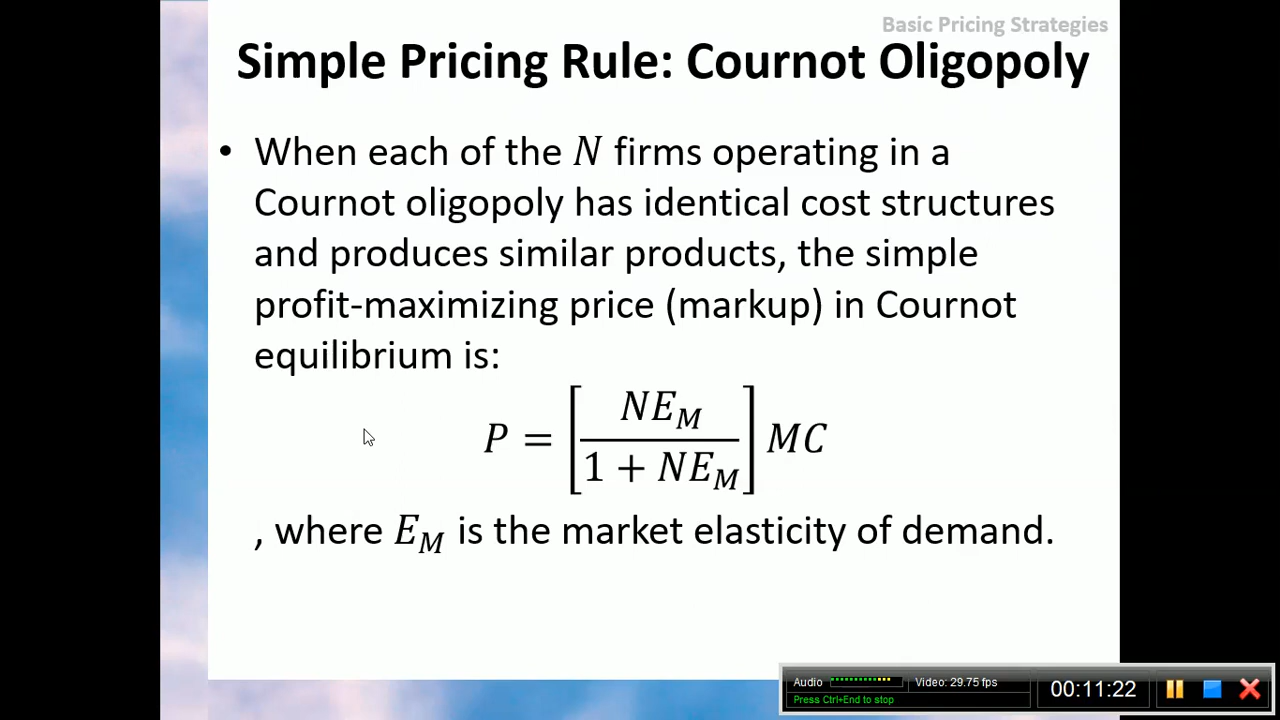 Basic Pricing Strategies
Simple Pricing Rule: Cournot Oligopoly
• When each of the N firms operating in a
Cournot oligopoly has identical cost structures
and produces similar products, the simple
profit-maximizing price (markup) in Cournot
equilibrium is:
P = [NE_M / (1 + NE_M)] MC
, where E_M is the market elasticity of demand.
Audio Video: 29.75 fps 00:11:22
Press Ctrl+End to stop